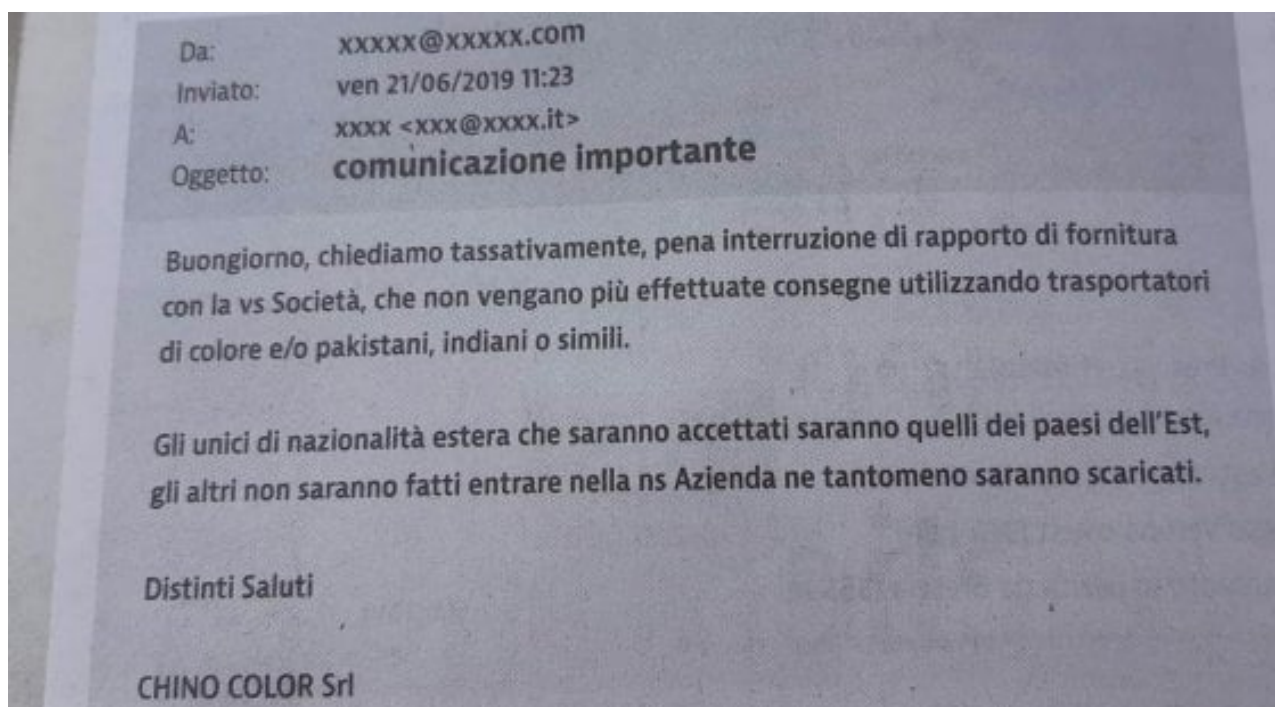 Da: xxxxx@xxxxx.com
Inviato: ven 21/06/2019 11:23
A: xxxx <xxx@xxxx.it>
Oggetto: comunicazione importante
Buongiorno, chiediamo tassativamente, pena interruzione di rapporto di fornitura
con la vs Società, che non vengano più effettuate consegne utilizzando trasportatori
di colore e/o pakistani, indiani o simili.
Gli unici di nazionalità estera che saranno accettati saranno quelli dei paesi dell'Est,
gli altri non saranno fatti entrare nella ns Azienda ne tantomeno saranno scaricati.
Distinti Saluti
CHINO COLOR Srl